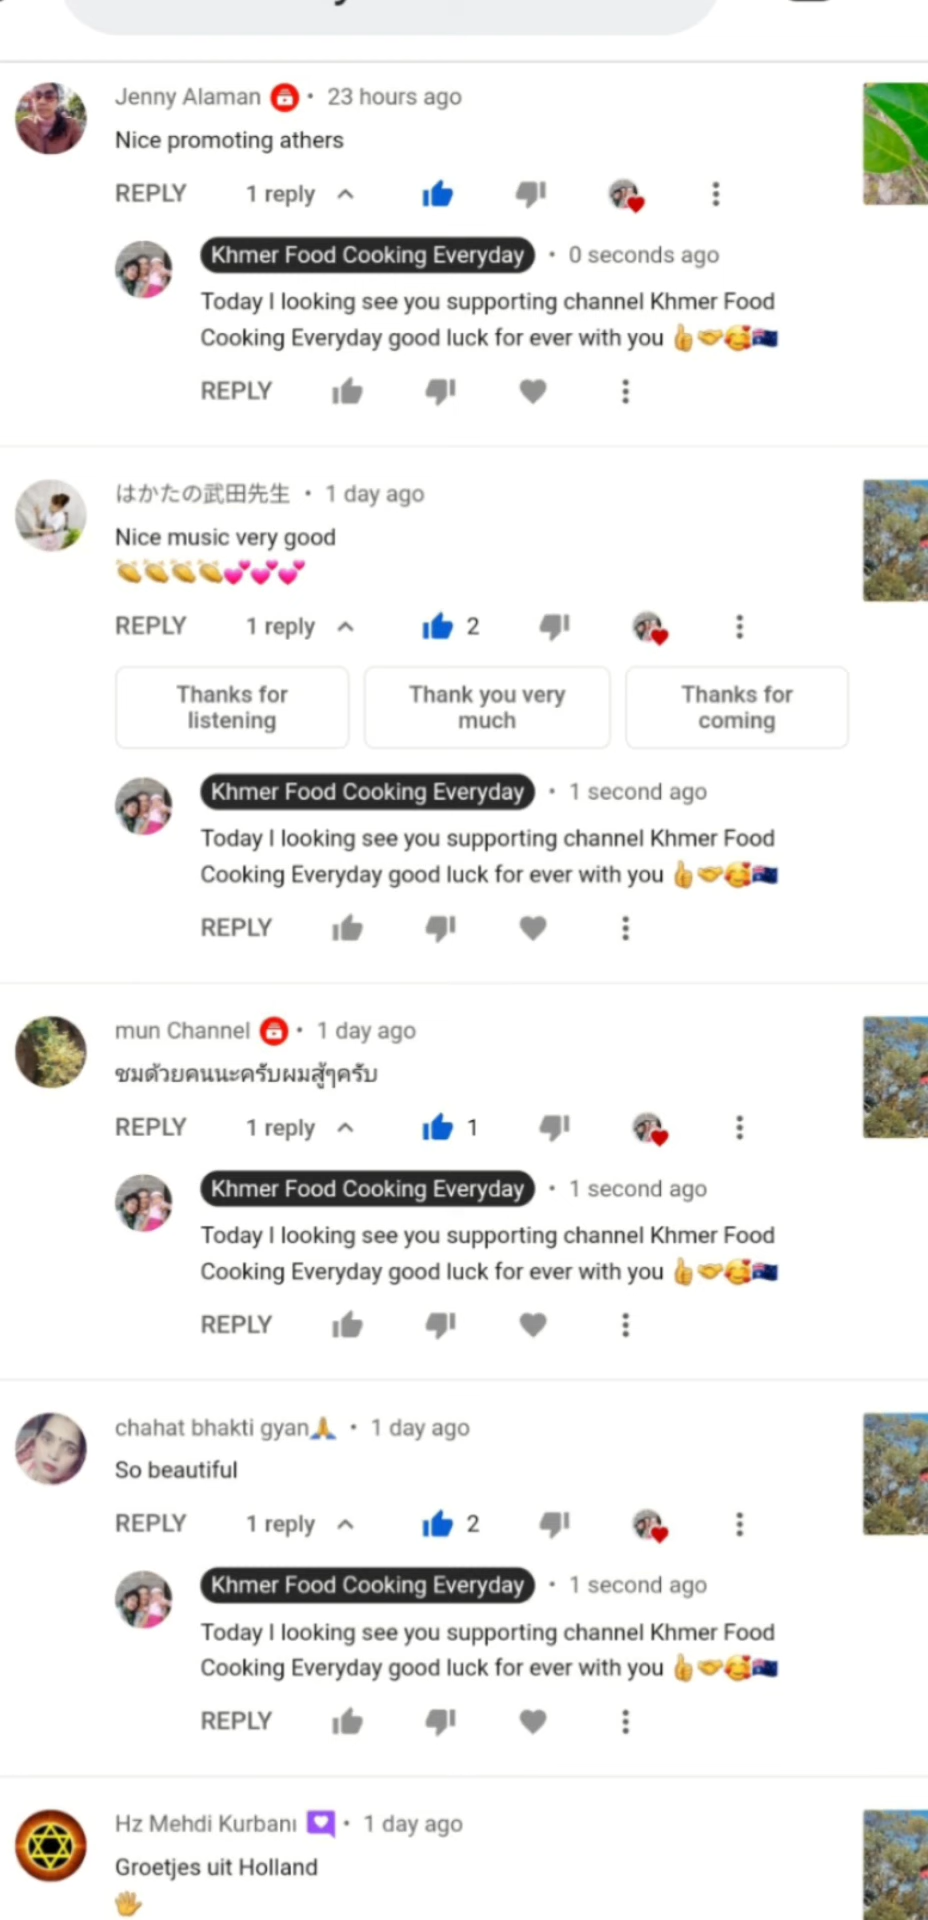 Jenny Alaman • 23 hours ago
Nice promoting athers
REPLY 1 reply
Khmer Food Cooking Everyday • 0 seconds ago
Today I looking see you supporting channel Khmer Food
Cooking Everyday good luck for ever with you 👍🤝🥰🇦🇺
REPLY
はかたの武田先生 • 1 day ago
Nice music very good
👏👏👏👏💕💕💕
REPLY 1 reply 2
Thanks for
listening
Thank you very
much
Thanks for
coming
Khmer Food Cooking Everyday • 1 second ago
Today I looking see you supporting channel Khmer Food
Cooking Everyday good luck for ever with you 👍🤝🥰🇦🇺
REPLY
mun Channel • 1 day ago
ชมด้วยคนนะครับผมสู้ๆครับ
REPLY 1 reply 1
Khmer Food Cooking Everyday • 1 second ago
Today I looking see you supporting channel Khmer Food
Cooking Everyday good luck for ever with you 👍🤝🥰🇦🇺
REPLY
chahat bhakti gyan🙏 • 1 day ago
So beautiful
REPLY 1 reply 2
Khmer Food Cooking Everyday • 1 second ago
Today I looking see you supporting channel Khmer Food
Cooking Everyday good luck for ever with you 👍🤝🥰🇦🇺
REPLY
Hz Mehdi Kurbanı • 1 day ago
Groetjes uit Holland
👋